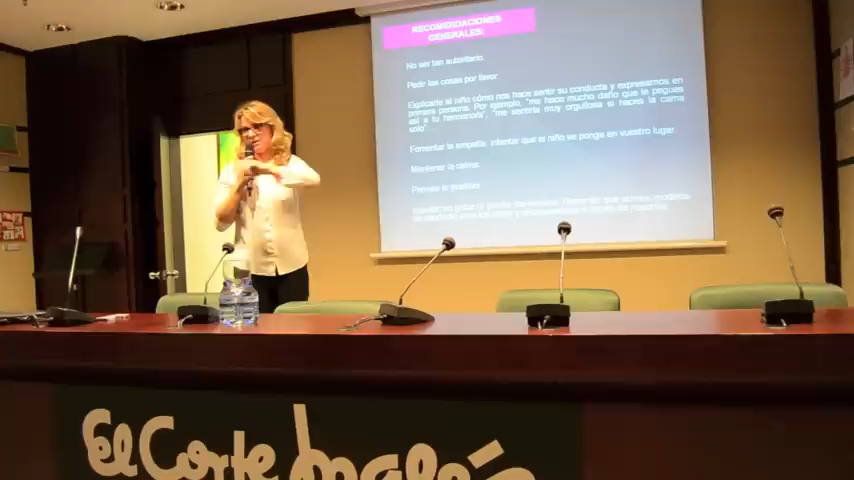 RECOMENDACIONES
GENERALES:
No ser tan autoritario.
Pedir las cosas por favor.
Explicarle al niño cómo nos hace sentir su conducta y expresarnos en
primera persona. Por ejemplo, "me hace mucho daño que le pegues
así a tu hermano/a", "me sentiría muy orgullosa si haces la cama
solo".
Fomentar la empatía: intentar que el niño se ponga en vuestro lugar.
Mantener la calma.
Premiar lo positivo.
El Corte Inglés